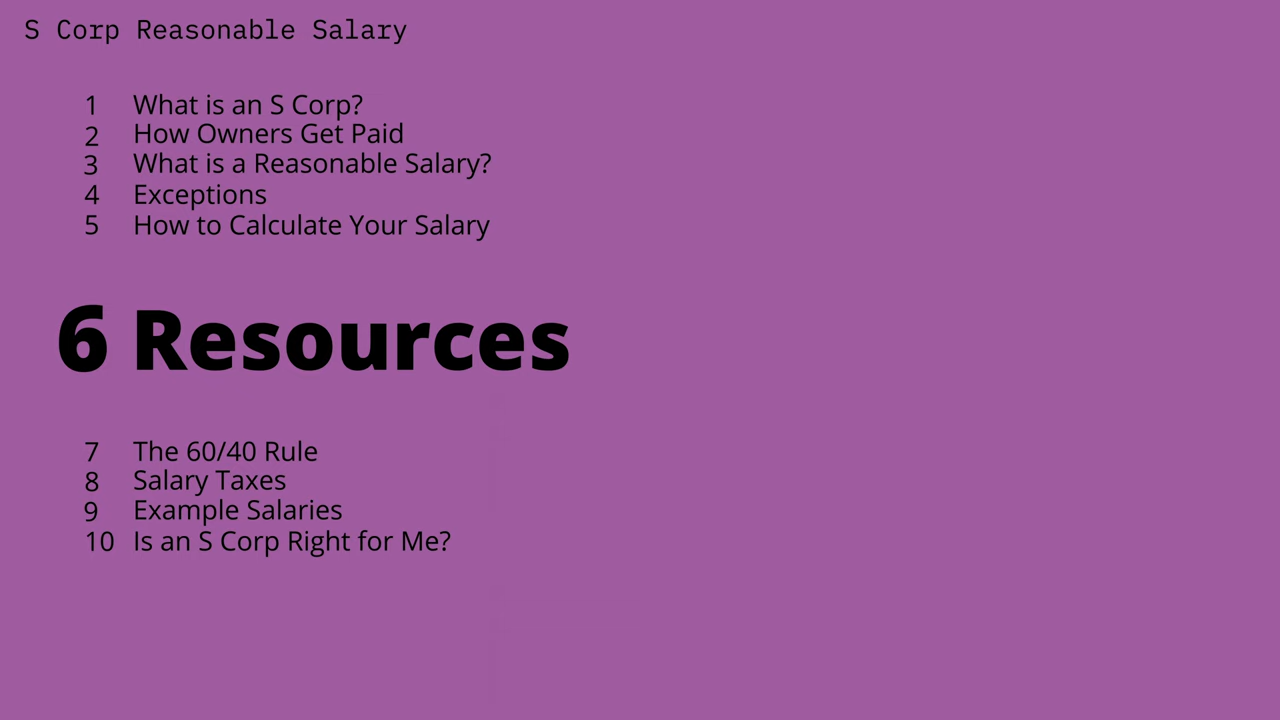 S Corp Reasonable Salary
1 What is an S Corp?
2 How Owners Get Paid
3 What is a Reasonable Salary?
4 Exceptions
5 How to Calculate Your Salary
6 Resources
7 The 60/40 Rule
8 Salary Taxes
9 Example Salaries
10 Is an S Corp Right for Me?